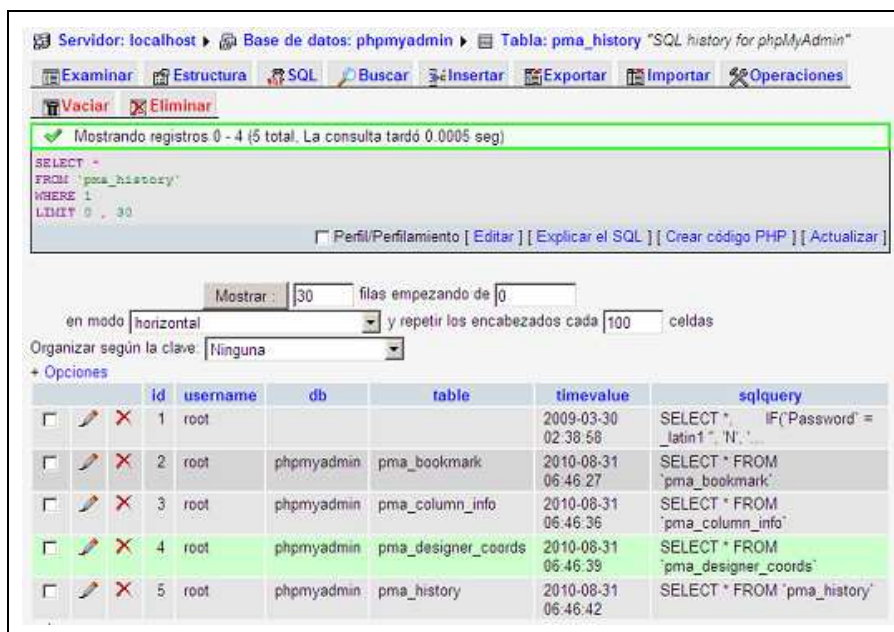 Servidor: localhost ▸ Base de datos: phpmyadmin ▸ Tabla: pma_history "SQL history for phpMyAdmin"
Examinar Estructura SQL Buscar Insertar Exportar Importar Operaciones
Vaciar Eliminar
Mostrando registros 0 - 4 (5 total, La consulta tardó 0.0005 seg)
SELECT *
FROM `pma_history`
WHERE 1
LIMIT 0 , 30
Perfil/Perfilamiento [ Editar ] [ Explicar el SQL ] [ Crear código PHP ] [ Actualizar ]
Mostrar : 30 filas empezando de 0
en modo horizontal y repetir los encabezados cada 100 celdas
Organizar según la clave: Ninguna
+ Opciones
id username db table timevalue sqlquery
1 root 2009-03-30 SELECT *, IF(`Password` =
02:38:58 _latin1 '', 'N', '...
2 root phpmyadmin pma_bookmark 2010-08-31 SELECT * FROM
06:46:27 `pma_bookmark`
3 root phpmyadmin pma_column_info 2010-08-31 SELECT * FROM
06:46:36 `pma_column_info`
4 root phpmyadmin pma_designer_coords 2010-08-31 SELECT * FROM
06:46:39 `pma_designer_coords`
5 root phpmyadmin pma_history 2010-08-31 SELECT * FROM `pma_history`
06:46:42